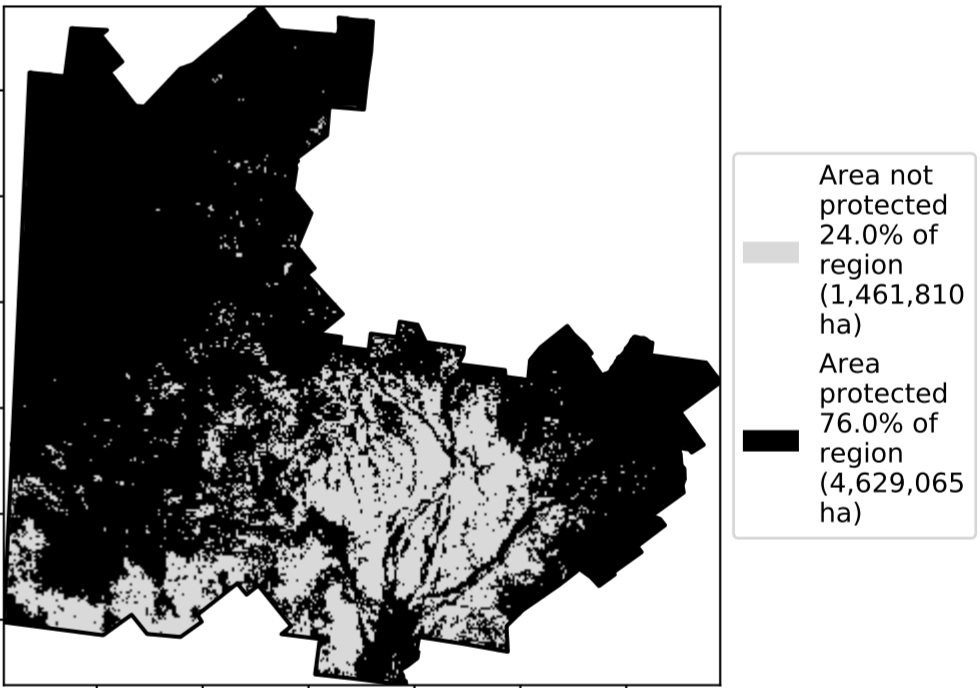 Area not
protected
24.0% of
region
(1,461,810
ha)
Area
protected
76.0% of
region
(4,629,065
ha)